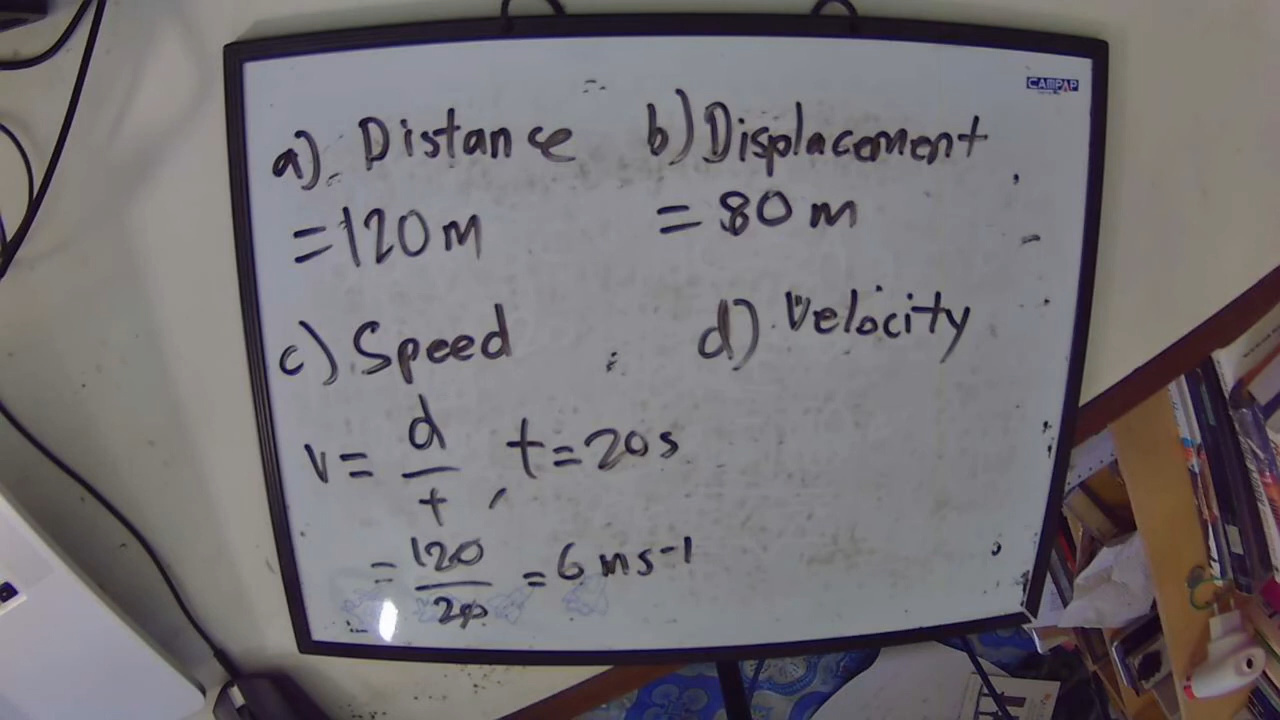 CAMPAP
a) Distance
= 120 m
b) Displacement
= 80 m
c) Speed
v = d/t , t = 20 s
= 120/20 = 6 ms-1
d) velocity